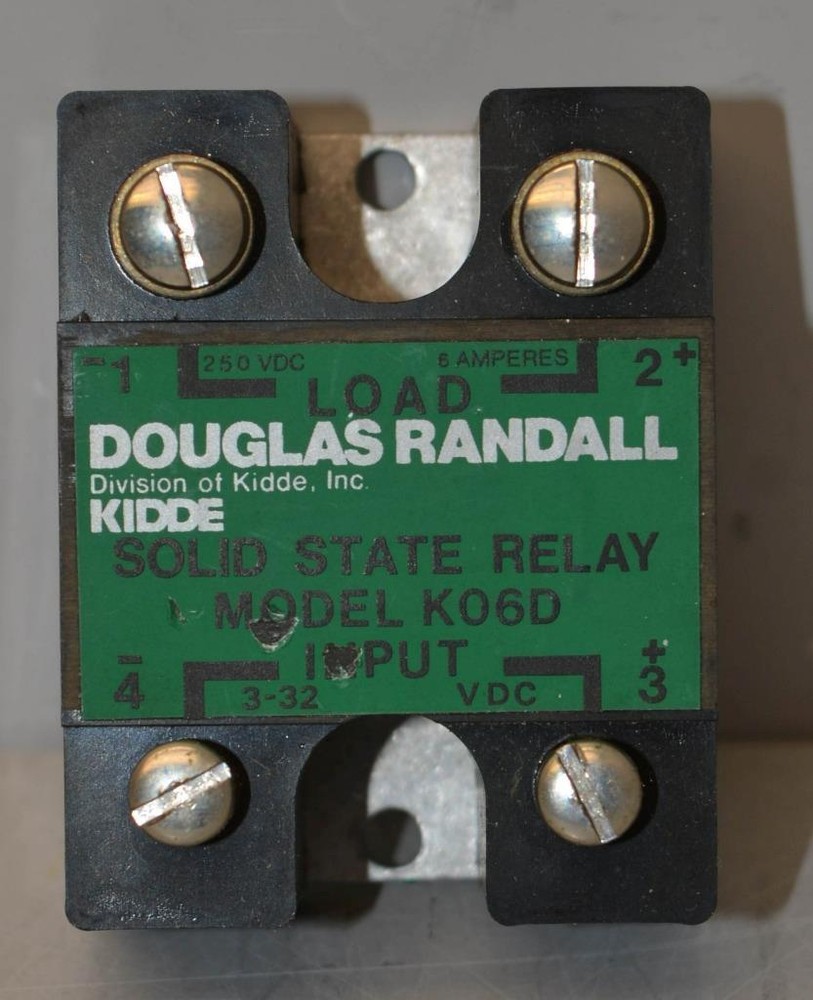 -1 250 VDC 6 AMPERES 2+
LOAD
DOUGLAS RANDALL
Division of Kidde, Inc.
KIDDE
SOLID STATE RELAY
MODEL K06D
INPUT
-4 3-32 VDC +3